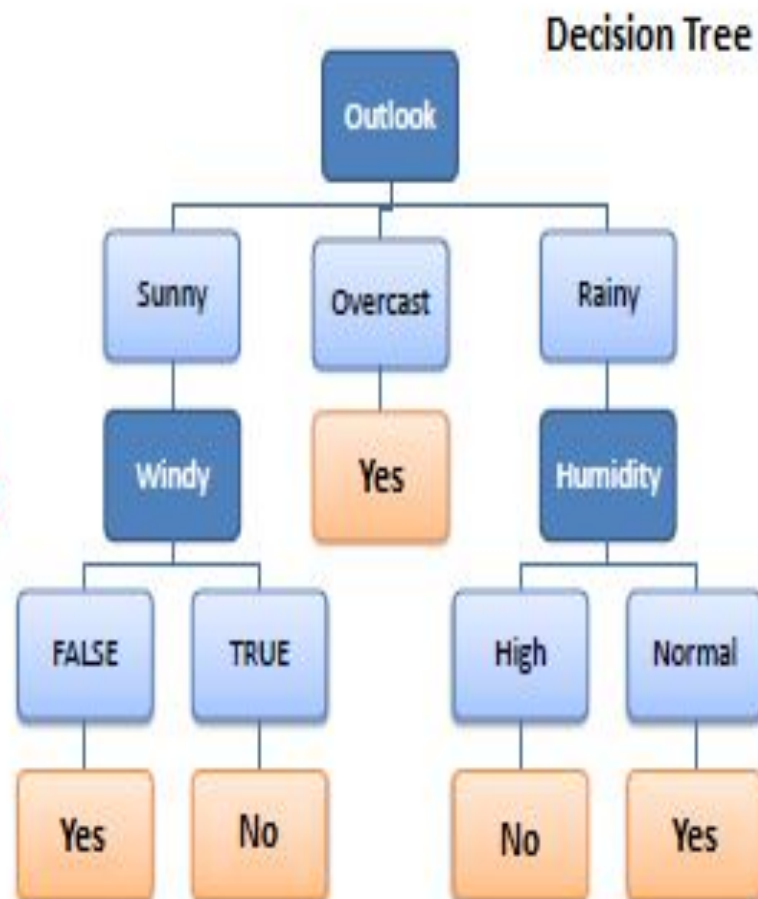 Decision Tree
Outlook
Sunny
Overcast
Rainy
Windy
Yes
Humidity
FALSE
TRUE
High
Normal
Yes
No
No
Yes